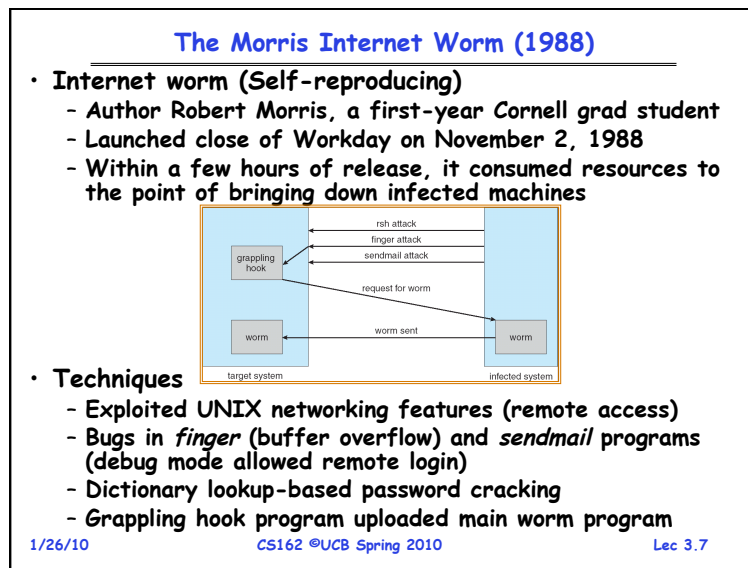 The Morris Internet Worm (1988)
• Internet worm (Self-reproducing)
– Author Robert Morris, a first-year Cornell grad student
– Launched close of Workday on November 2, 1988
– Within a few hours of release, it consumed resources to
the point of bringing down infected machines
rsh attack
finger attack
sendmail attack
grappling
hook
request for worm
worm
worm sent
worm
target system
infected system
• Techniques
– Exploited UNIX networking features (remote access)
– Bugs in finger (buffer overflow) and sendmail programs
(debug mode allowed remote login)
– Dictionary lookup-based password cracking
– Grappling hook program uploaded main worm program
1/26/10
CS162 ©UCB Spring 2010
Lec 3.7